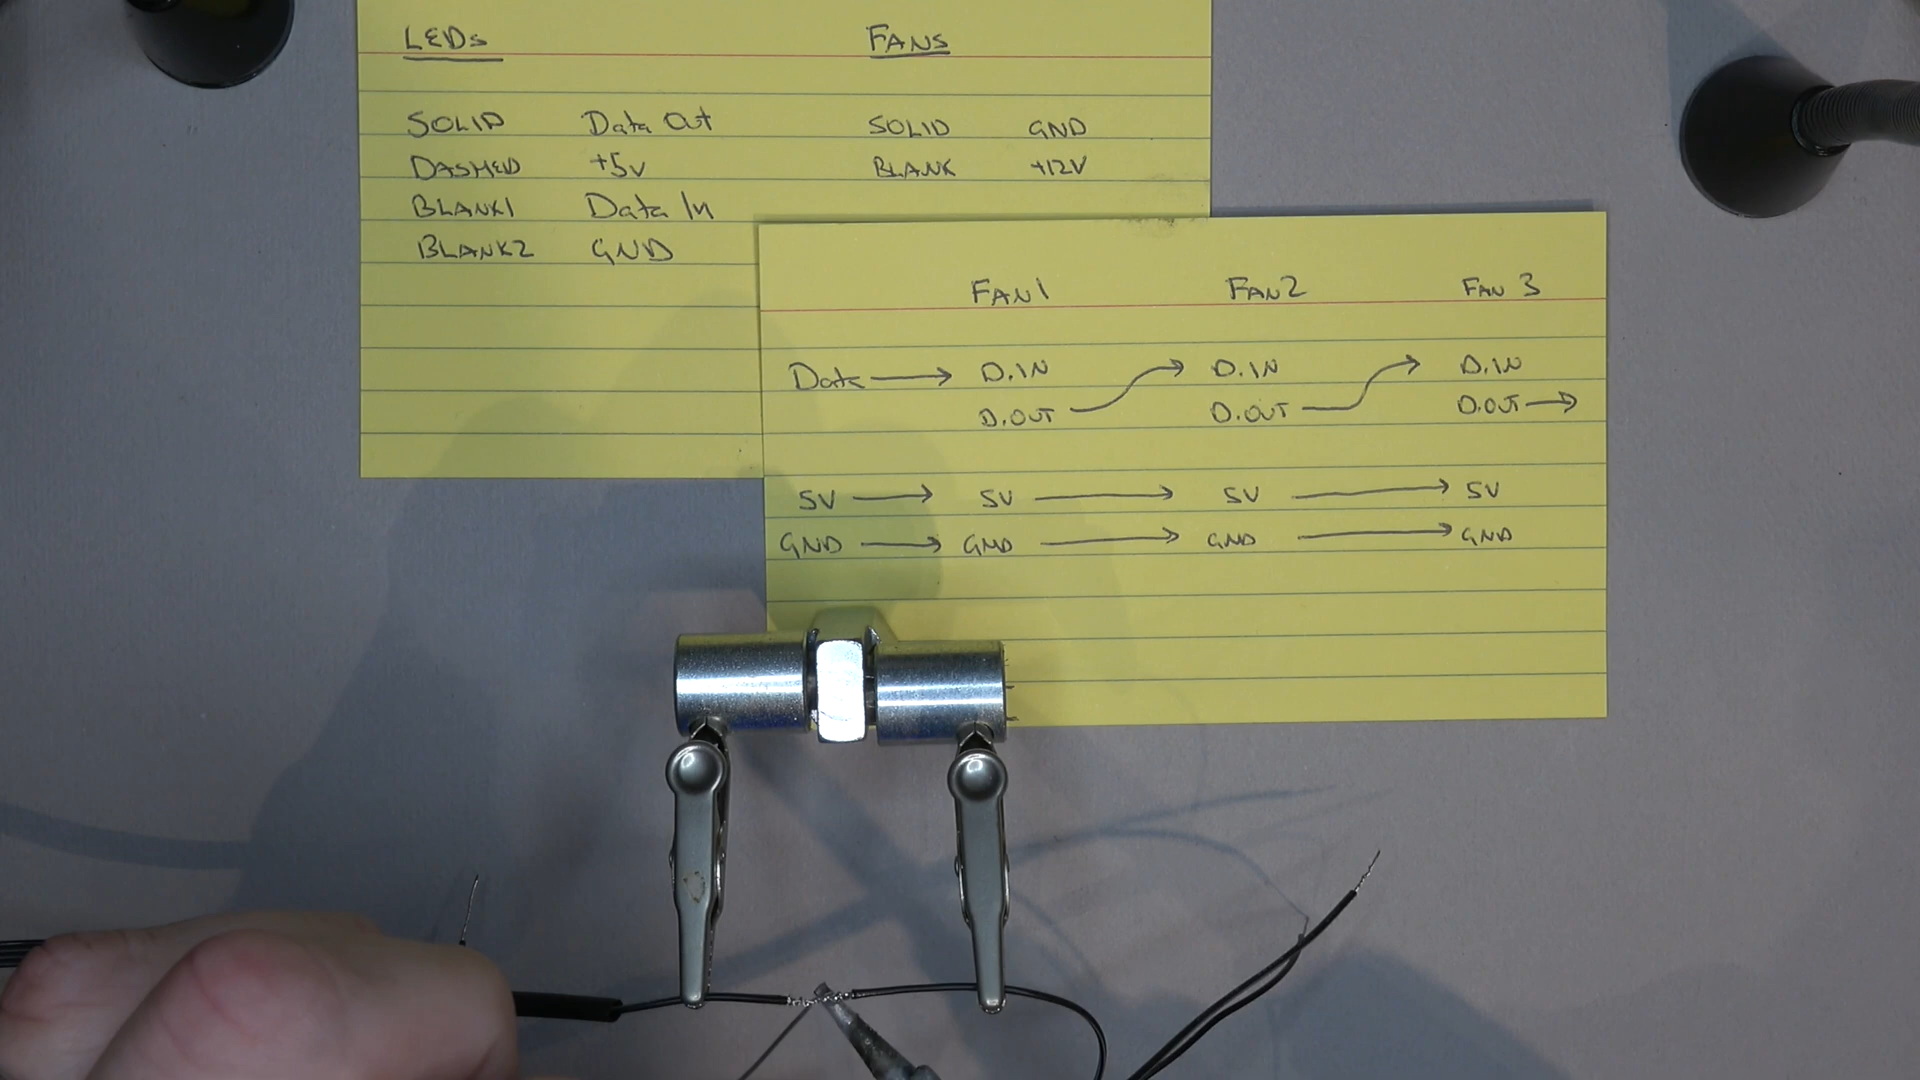 LEDs FANS
SOLID Data Out SOLID GND
DASHED +5v BLANK +12V
BLANK1 Data In
BLANK2 GND
FAN1 FAN2 FAN 3
Data → D.IN D.IN D.IN
D.OUT → D.OUT → D.OUT →
5V → 5V → 5V → 5V
GND → GND → GND → GND